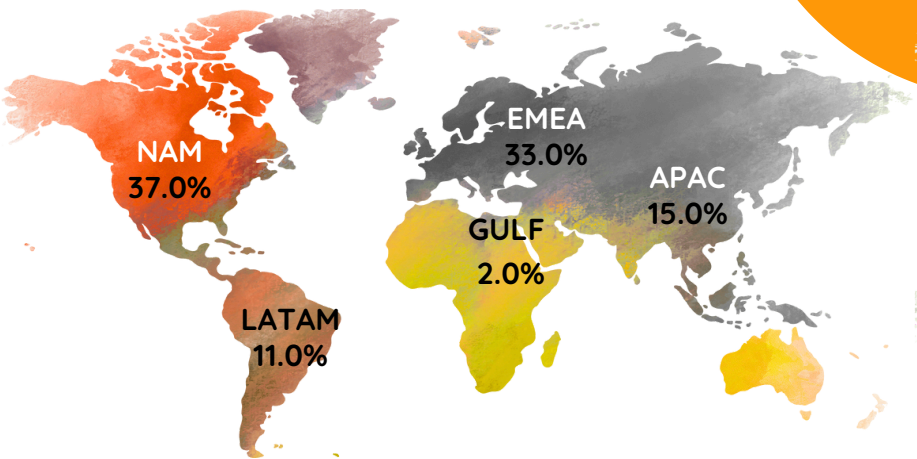 NAM
37.0%
EMEA
33.0%
APAC
15.0%
GULF
2.0%
LATAM
11.0%